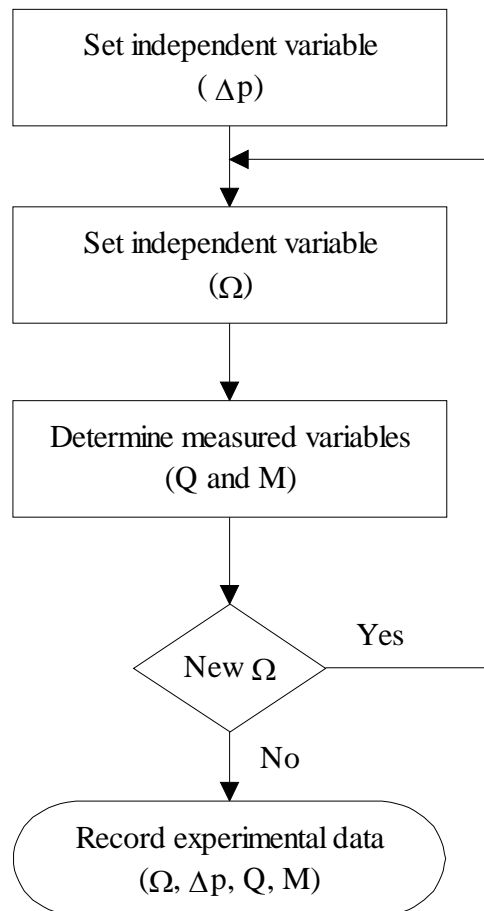 Set independent variable
( Δp)
Set independent variable
(Ω)
Determine measured variables
(Q and M)
New Ω
Yes
No
Record experimental data
(Ω, Δp, Q, M)